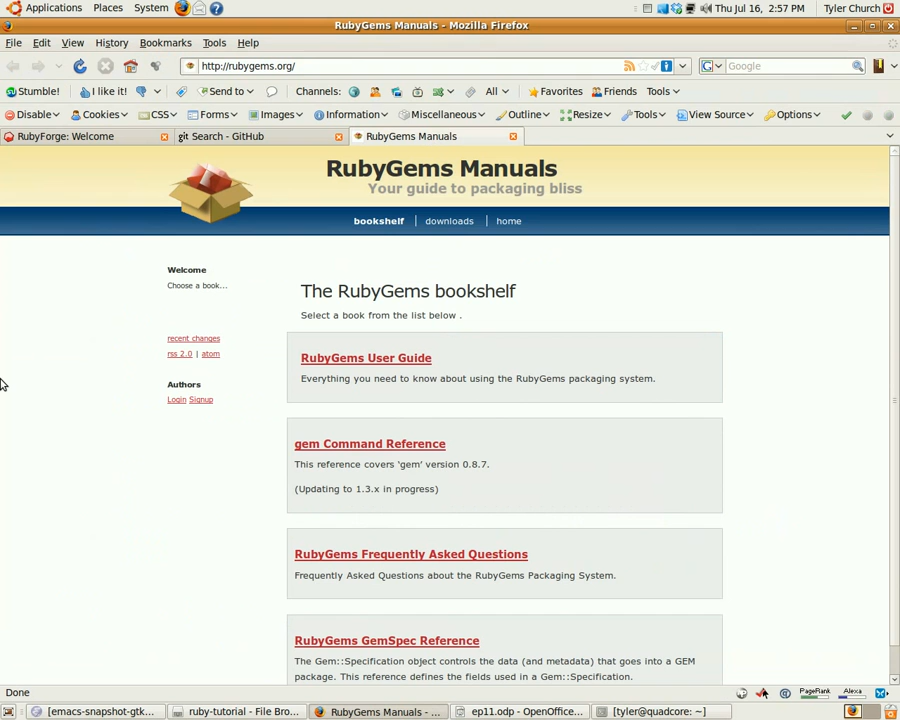 Applications Places System Thu Jul 16, 2:57 PM Tyler Church
RubyGems Manuals - Mozilla Firefox
File Edit View History Bookmarks Tools Help
http://rubygems.org/ Google
Stumble! I like it! Send to Channels: All Favourites Friends Tools
Disable Cookies CSS Forms Images Information Miscellaneous Outline Resize Tools View Source Options
RubyForge: Welcome git Search - GitHub RubyGems Manuals
RubyGems Manuals
Your guide to packaging bliss
bookshelf downloads home
Welcome
Choose a book...
recent changes
rss 2.0 | atom
Authors
Login Signup
The RubyGems bookshelf
Select a book from the list below .
RubyGems User Guide
Everything you need to know about using the RubyGems packaging system.
gem Command Reference
This reference covers ‘gem’ version 0.8.7.
(Updating to 1.3.x in progress)
RubyGems Frequently Asked Questions
Frequently Asked Questions about the RubyGems Packaging System.
RubyGems GemSpec Reference
The Gem::Specification object controls the data (and metadata) that goes into a GEM
package. This reference defines the fields used in a Gem::Specification.
Done PageRank Alexa
[emacs-snapshot-gtk... ruby-tutorial - File Bro... RubyGems Manuals - ... ep11.odp - OpenOffice... [tyler@quadcore: ~]